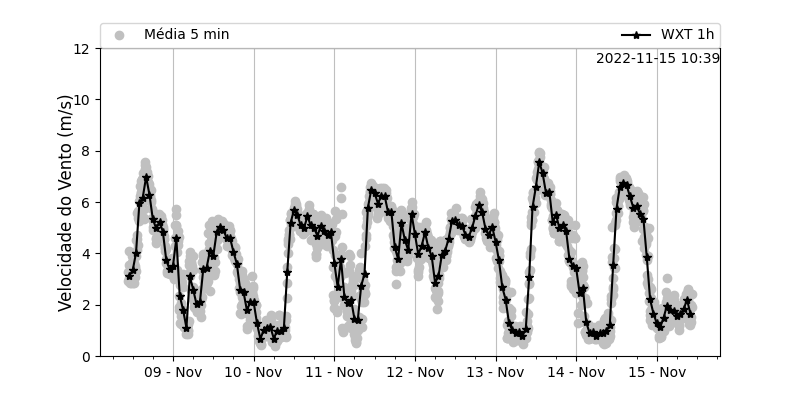 Média 5 min
WXT 1h
2022-11-15 10:39
Velocidade do Vento (m/s)
12
10
8
6
4
2
0
09 - Nov
10 - Nov
11 - Nov
12 - Nov
13 - Nov
14 - Nov
15 - Nov